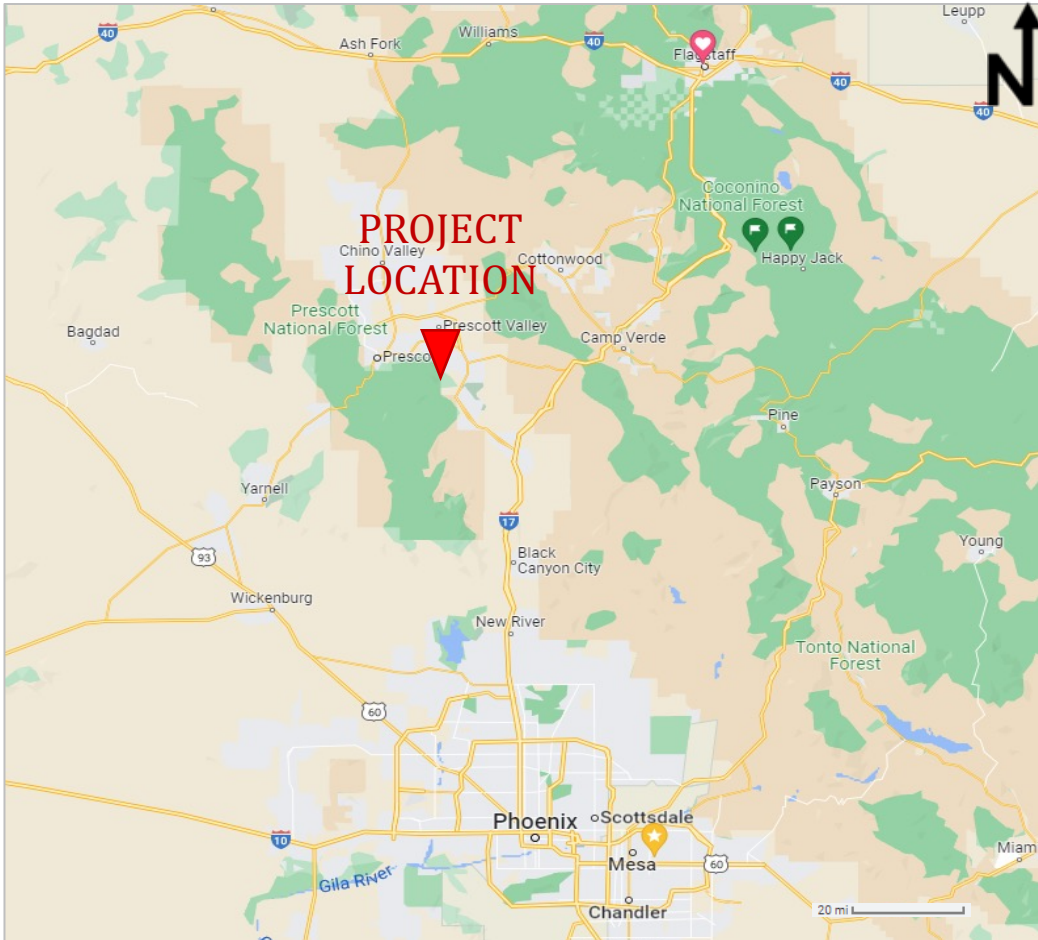 Leupp
40
Williams
Ash Fork
40
Flagstaff
N
40
40
Coconino
National Forest
PROJECT
LOCATION
Chino Valley
Cottonwood
Happy Jack
Prescott
National Forest
Bagdad
Prescott Valley
Camp Verde
Presco
Pine
Payson
Yarnell
17
Young
93
Black
Canyon City
Wickenburg
New River
Tonto National
Forest
60
Phoenix
Scottsdale
10
Mesa
60
Miam
Gila River
Chandler
20 mi